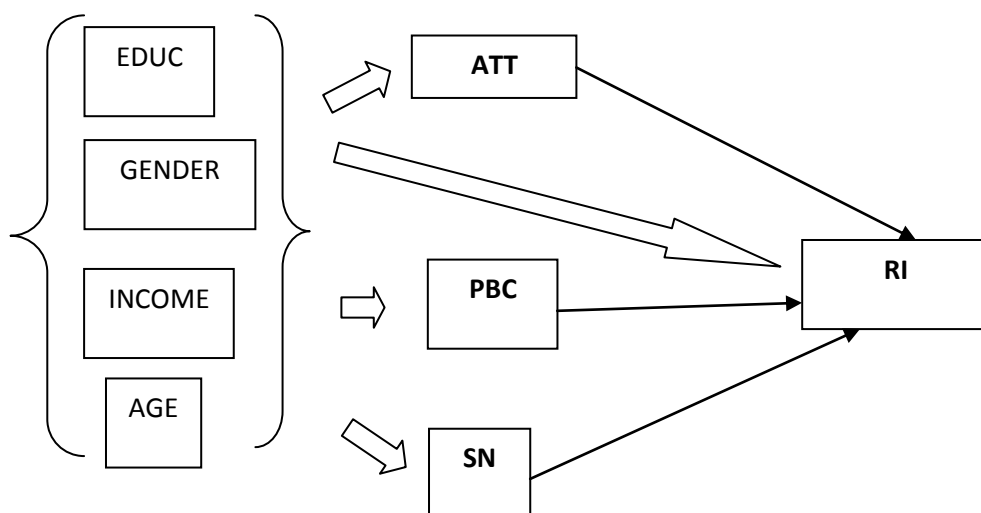 EDUC
GENDER
INCOME
AGE
ATT
PBC
SN
RI